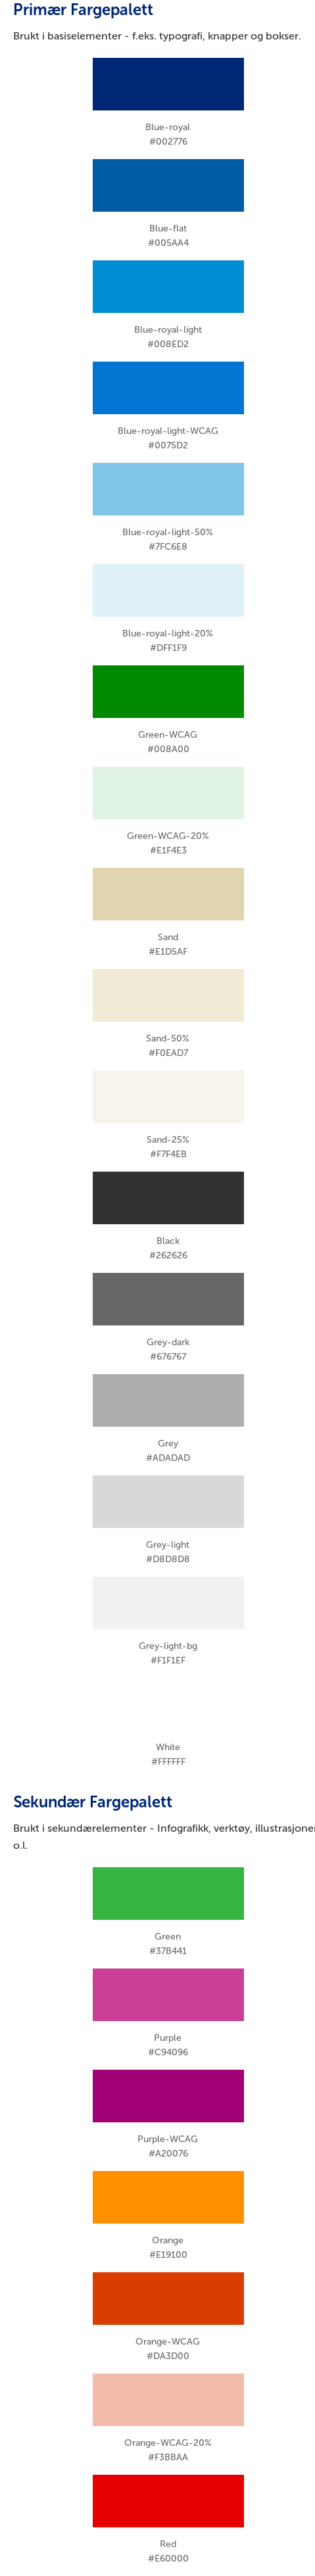 Primær Fargepalett
Brukt i basiselementer - f.eks. typografi, knapper og bokser.
Blue-royal
#002776
Blue-flat
#005AA4
Blue-royal-light
#008ED2
Blue-royal-light-WCAG
#0075D2
Blue-royal-light-50%
#7FC6E8
Blue-royal-light-20%
#DFF1F9
Green-WCAG
#008A00
Green-WCAG-20%
#E1F4E3
Sand
#E1D5AF
Sand-50%
#F0EAD7
Sand-25%
#F7F4EB
Black
#262626
Grey-dark
#676767
Grey
#ADADAD
Grey-light
#D8D8D8
Grey-light-bg
#F1F1EF
White
#FFFFFF
Sekundær Fargepalett
Brukt i sekundærelementer - Infografikk, verktøy, illustrasjoner
o.l.
Green
#37B441
Purple
#C94096
Purple-WCAG
#A20076
Orange
#E19100
Orange-WCAG
#DA3D00
Orange-WCAG-20%
#F3BBAA
Red
#E60000